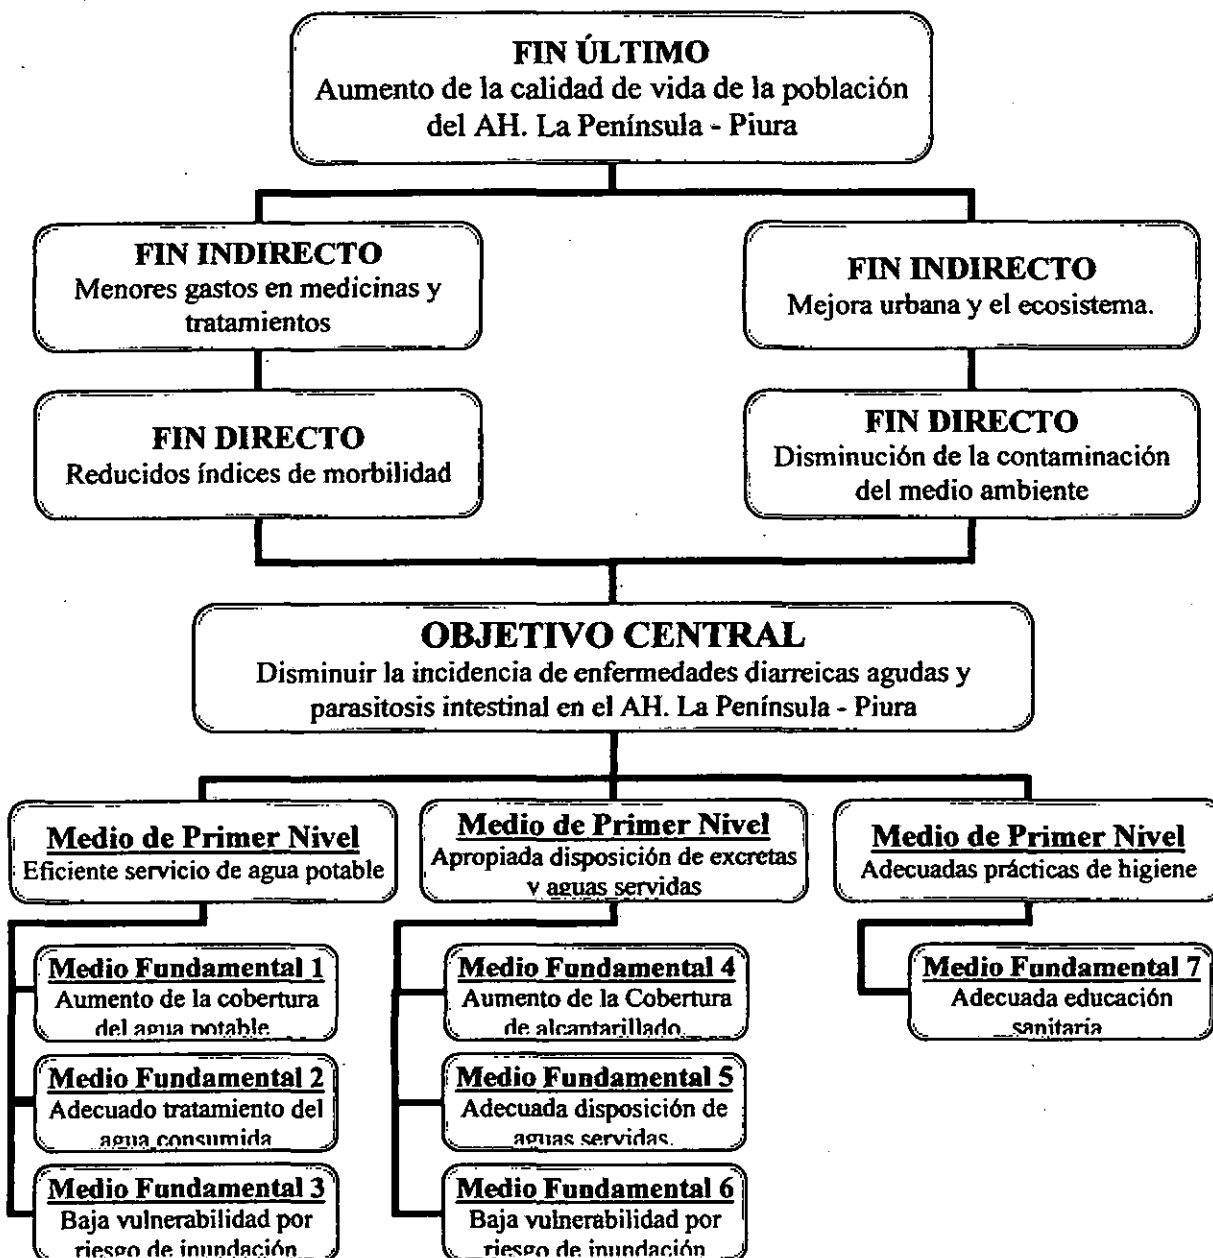 FIN ÚLTIMO
Aumento de la calidad de vida de la población
del AH. La Península - Piura
FIN INDIRECTO
Menores gastos en medicinas y
tratamientos
FIN INDIRECTO
Mejora urbana y el ecosistema.
FIN DIRECTO
Reducidos índices de morbilidad
FIN DIRECTO
Disminución de la contaminación
del medio ambiente
OBJETIVO CENTRAL
Disminuir la incidencia de enfermedades diarreicas agudas y
parasitosis intestinal en el AH. La Península - Piura
Medio de Primer Nivel
Eficiente servicio de agua potable
Medio de Primer Nivel
Apropiada disposición de excretas
y aguas servidas
Medio de Primer Nivel
Adecuadas prácticas de higiene
Medio Fundamental 1
Aumento de la cobertura
del agua potable
Medio Fundamental 2
Adecuado tratamiento del
agua consumida
Medio Fundamental 3
Baja vulnerabilidad por
riesgo de inundación
Medio Fundamental 4
Aumento de la Cobertura
de alcantarillado.
Medio Fundamental 5
Adecuada disposición de
aguas servidas.
Medio Fundamental 6
Baja vulnerabilidad por
riesgo de inundación
Medio Fundamental 7
Adecuada educación
sanitaria